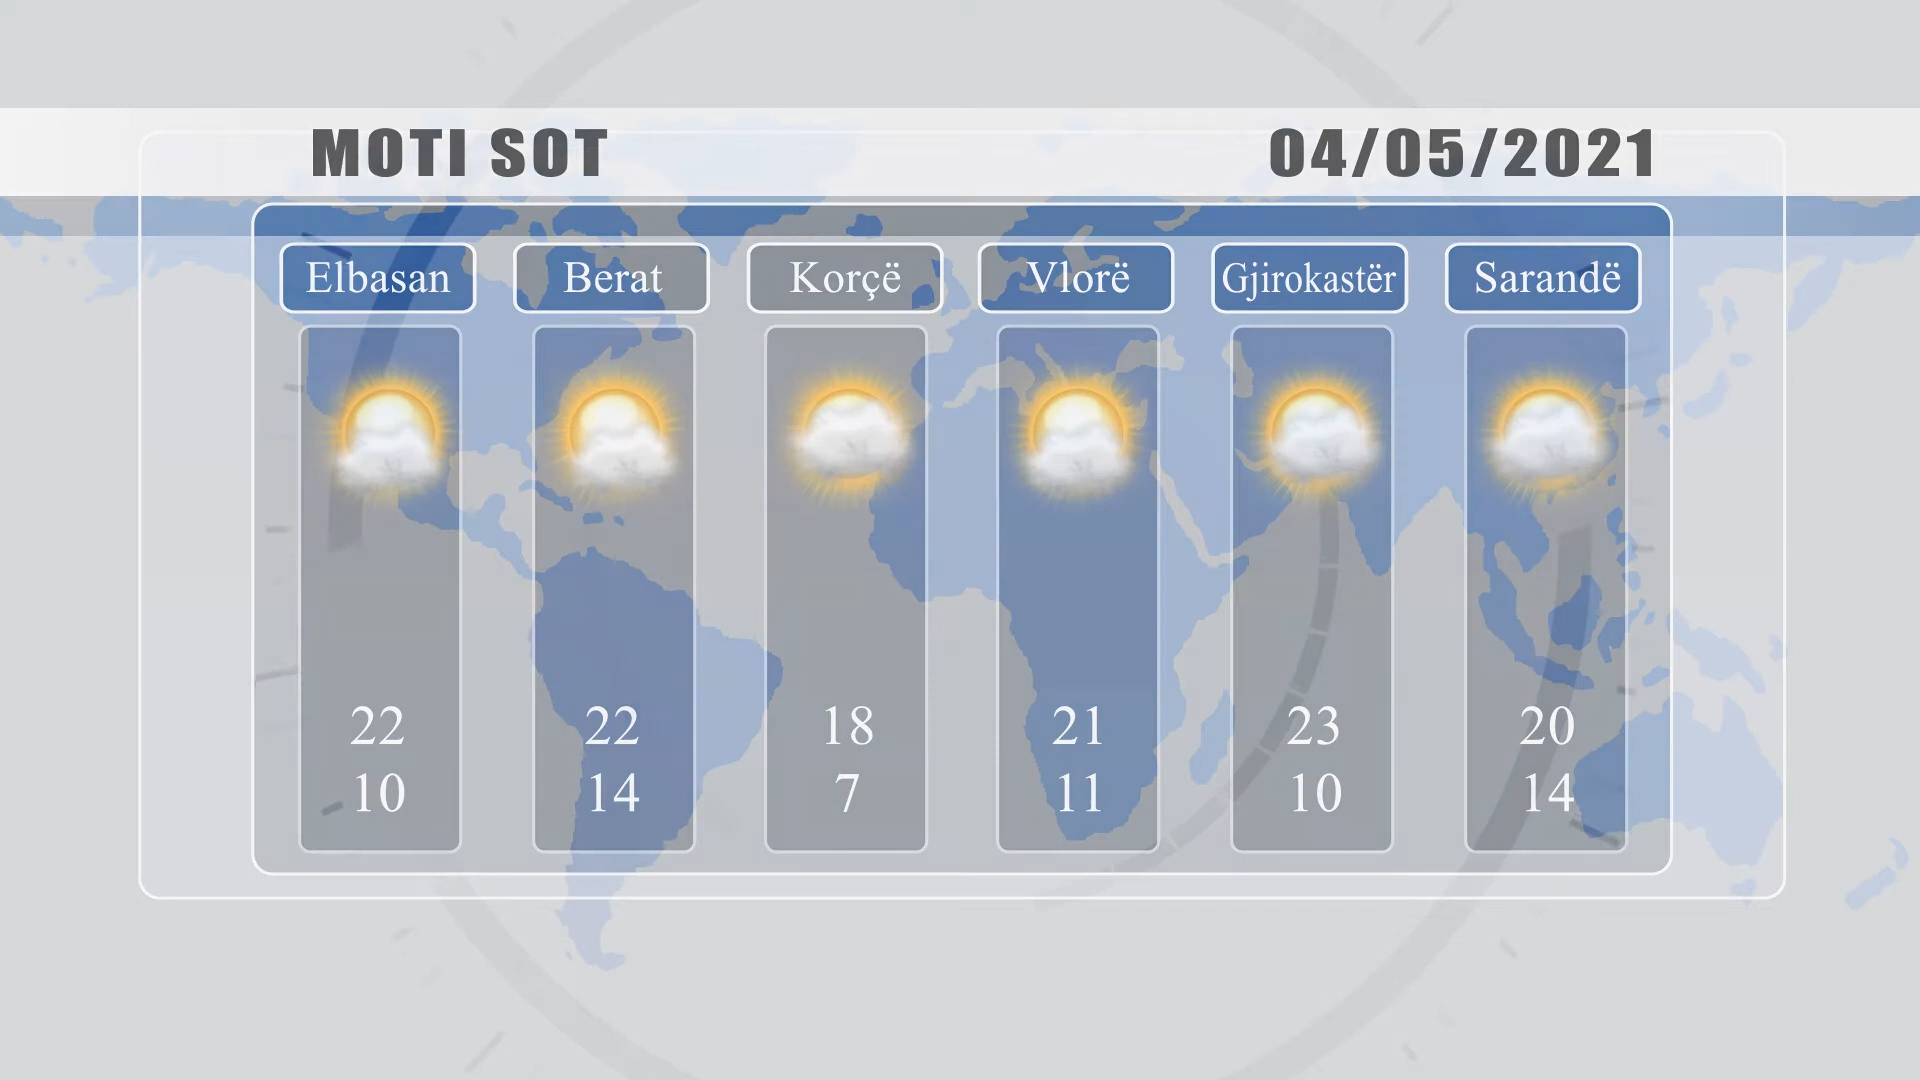 MOTI SOT 04/05/2021
Elbasan Berat Korçë Vlorë Gjirokastër Sarandë
22 22 18 21 23 20
10 14 7 11 10 14